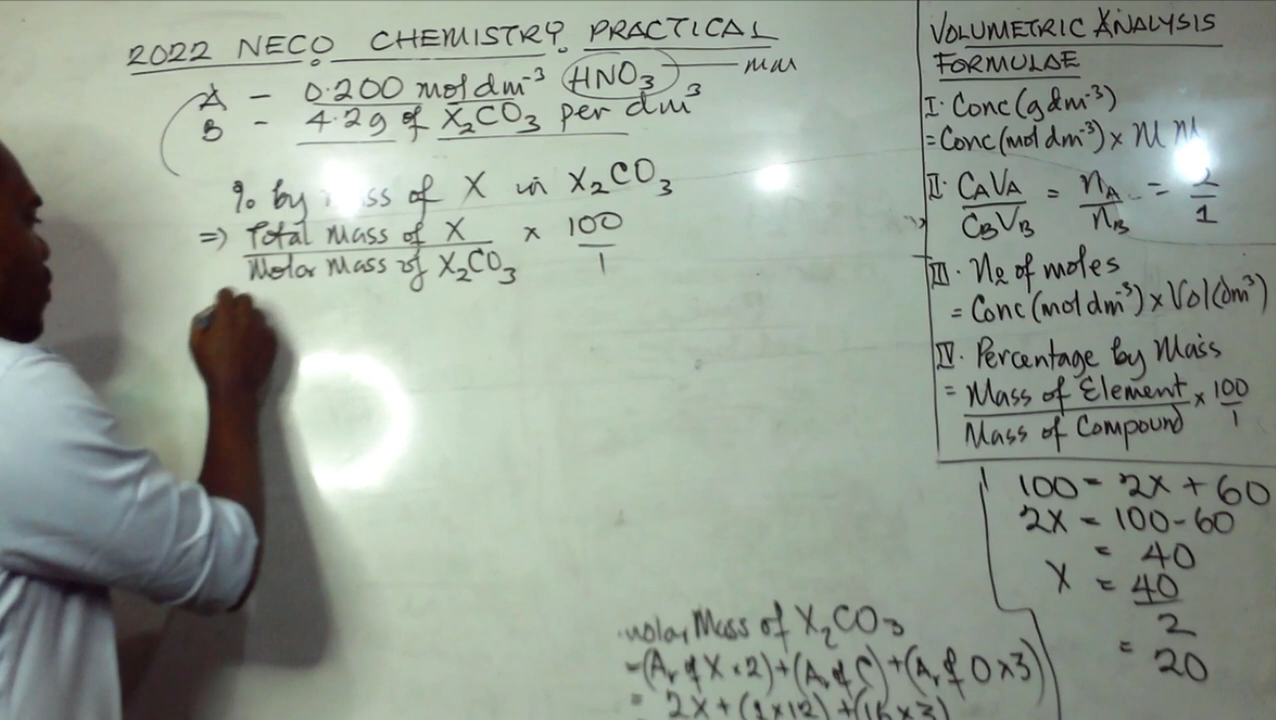 2022 NECO CHEMISTRY PRACTICAL
A - 0.200 mol dm⁻³ HNO₃ — mm
B - 4.2g of X₂CO₃ per dm³
% by ss of X in X₂CO₃
⇒ Total Mass of X × 100
Molar Mass of X₂CO₃ 1
VOLUMETRIC ANALYSIS
FORMULAE
I. Conc (g dm⁻³)
= Conc (mol dm⁻³) × M M
II. CAVA = nA = 2
CBVB nB 1
III. No of moles
= Conc (mol dm⁻³) × Vol (dm³)
IV. Percentage by Mass
= Mass of Element × 100
Mass of Compound 1
100 = 2X + 60
2X = 100 - 60
= 40
X = 40
2
= 20
Molar Mass of X₂CO₃
= (Ar of X × 2) + (Ar of C) + (Ar of O × 3)
= 2X + (1 × 12) + (16 × 3)